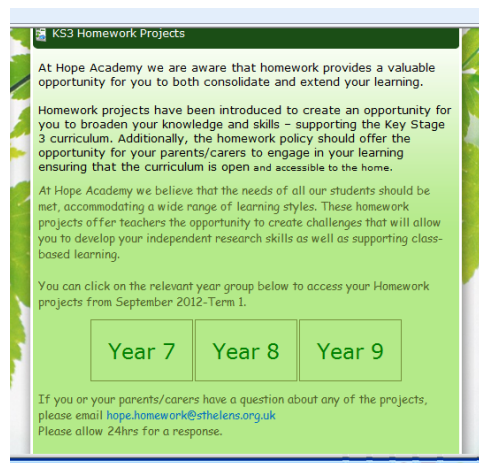 KS3 Homework Projects
At Hope Academy we are aware that homework provides a valuable
opportunity for you to both consolidate and extend your learning.
Homework projects have been introduced to create an opportunity for
you to broaden your knowledge and skills – supporting the Key Stage
3 curriculum. Additionally, the homework policy should offer the
opportunity for your parents/carers to engage in your learning
ensuring that the curriculum is open and accessible to the home.
At Hope Academy we believe that the needs of all our students should be
met, accommodating a wide range of learning styles. These homework
projects offer teachers the opportunity to create challenges that will allow
you to develop your independent research skills as well as supporting class-
based learning.
You can click on the relevant year group below to access your Homework
projects from September 2012-Term 1.
Year 7 Year 8 Year 9
If you or your parents/carers have a question about any of the projects,
please email hope.homework@sthelens.org.uk
Please allow 24hrs for a response.